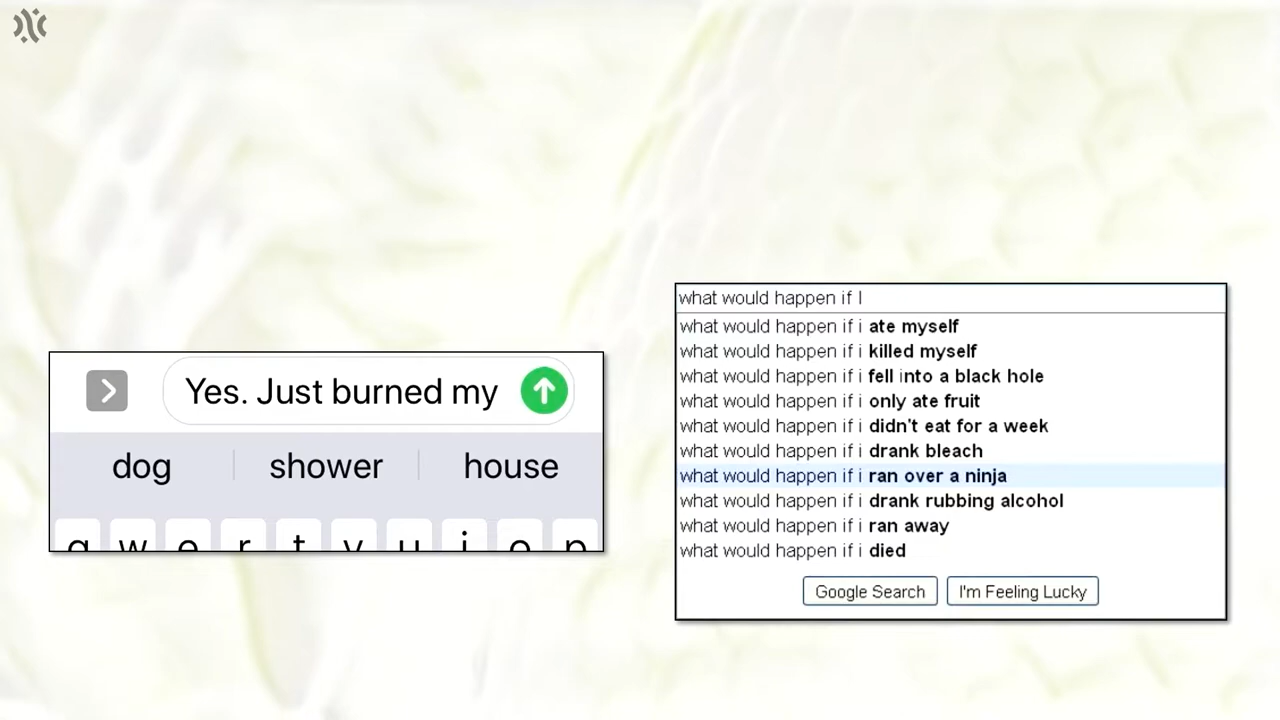 Yes. Just burned my
dog shower house
q w e r t y u i o p
what would happen if I
what would happen if i ate myself
what would happen if i killed myself
what would happen if i fell into a black hole
what would happen if i only ate fruit
what would happen if i didn't eat for a week
what would happen if i drank bleach
what would happen if i ran over a ninja
what would happen if i drank rubbing alcohol
what would happen if i ran away
what would happen if i died
Google Search I'm Feeling Lucky